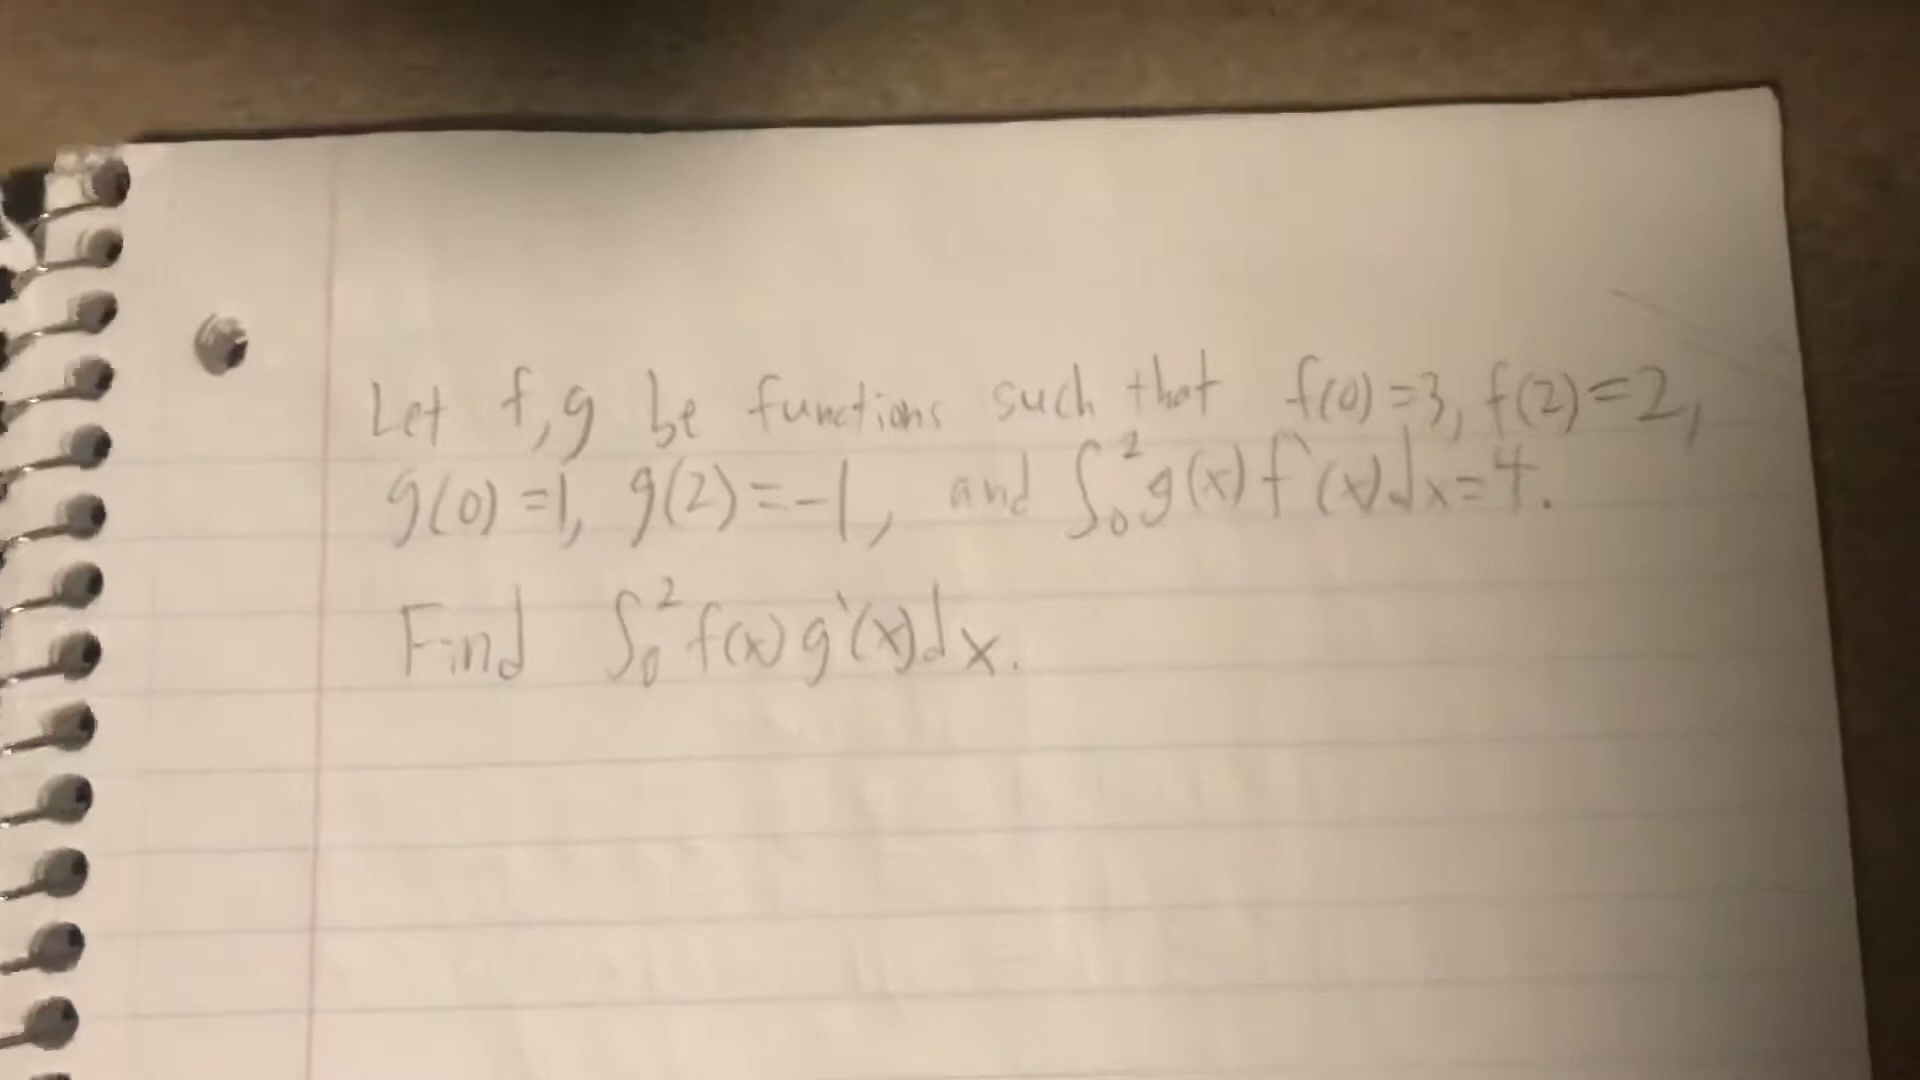 Let f,g be functions such that f(0)=3, f(2)=2,
g(0)=1, g(2)=-1, and ∫₀² g(x) f'(x)dx=4.
Find ∫₀² f(x) g'(x)dx.